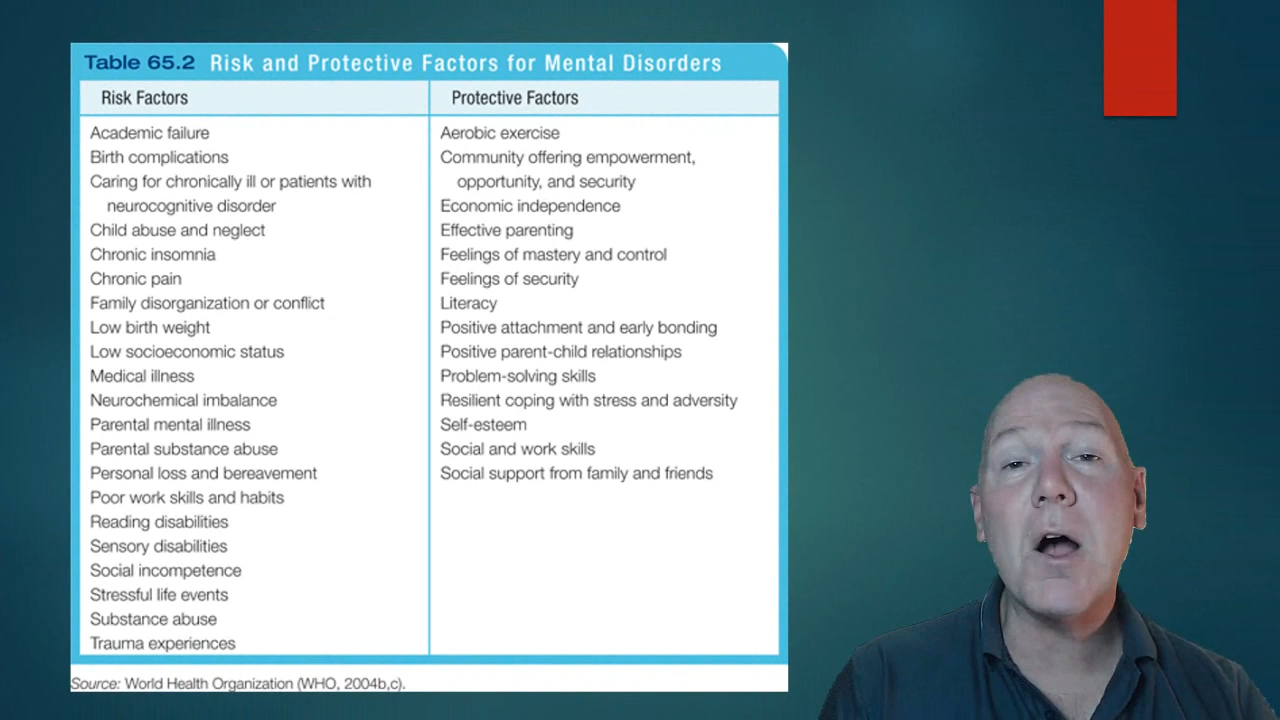 Table 65.2 Risk and Protective Factors for Mental Disorders
Risk Factors
Academic failure
Birth complications
Caring for chronically ill or patients with
neurocognitive disorder
Child abuse and neglect
Chronic insomnia
Chronic pain
Family disorganization or conflict
Low birth weight
Low socioeconomic status
Medical illness
Neurochemical imbalance
Parental mental illness
Parental substance abuse
Personal loss and bereavement
Poor work skills and habits
Reading disabilities
Sensory disabilities
Social incompetence
Stressful life events
Substance abuse
Trauma experiences
Protective Factors
Aerobic exercise
Community offering empowerment,
opportunity, and security
Economic independence
Effective parenting
Feelings of mastery and control
Feelings of security
Literacy
Positive attachment and early bonding
Positive parent-child relationships
Problem-solving skills
Resilient coping with stress and adversity
Self-esteem
Social and work skills
Social support from family and friends
Source: World Health Organization (WHO, 2004b,c).